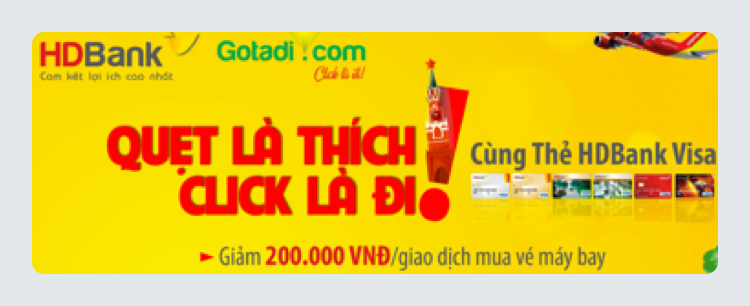 HDBank
Cam kết lợi ích cao nhất
Gotadi.com
Click là đi!
QUẸT LÀ THÍCH
CLICK LÀ ĐI!
Cùng Thẻ HDBank Visa
► Giảm 200.000 VNĐ/giao dịch mua vé máy bay